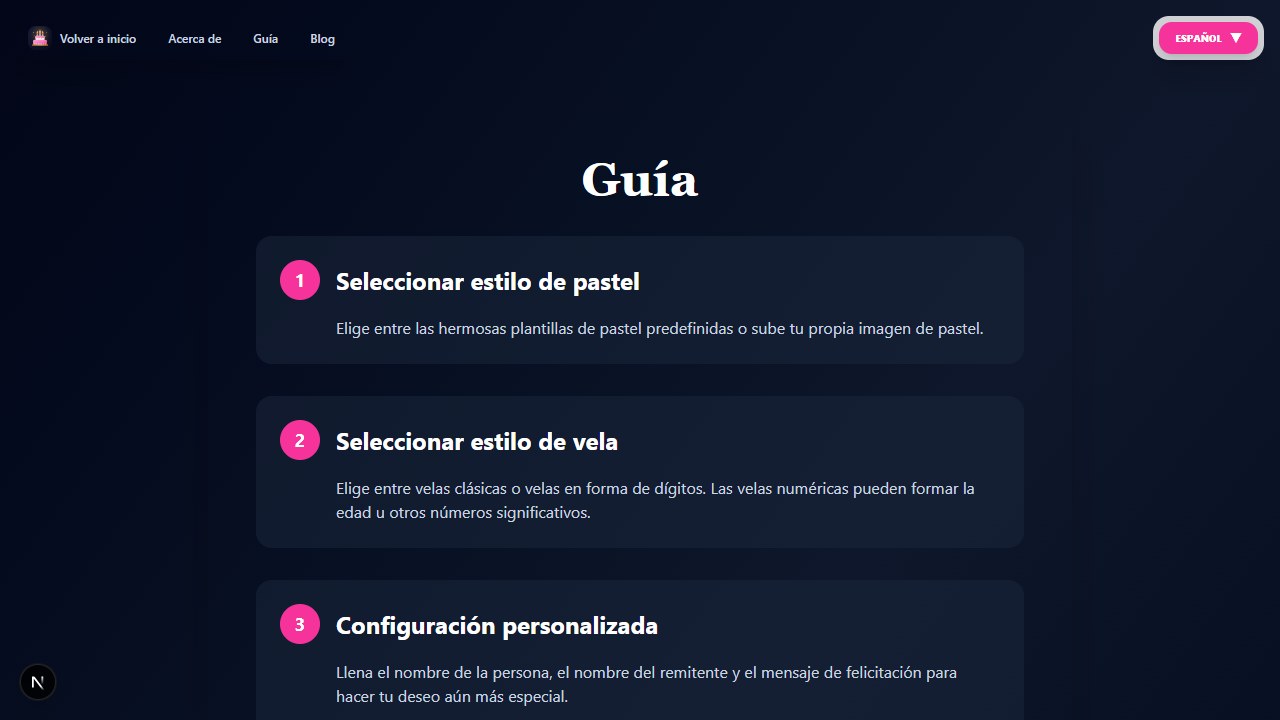 Volver a inicio
Acerca de
Guía
Blog
ESPAÑOL ▼
Guía
1
Seleccionar estilo de pastel
Elige entre las hermosas plantillas de pastel predefinidas o sube tu propia imagen de pastel.
2
Seleccionar estilo de vela
Elige entre velas clásicas o velas en forma de dígitos. Las velas numéricas pueden formar la
edad u otros números significativos.
3
Configuración personalizada
Llena el nombre de la persona, el nombre del remitente y el mensaje de felicitación para
hacer tu deseo aún más especial.
N